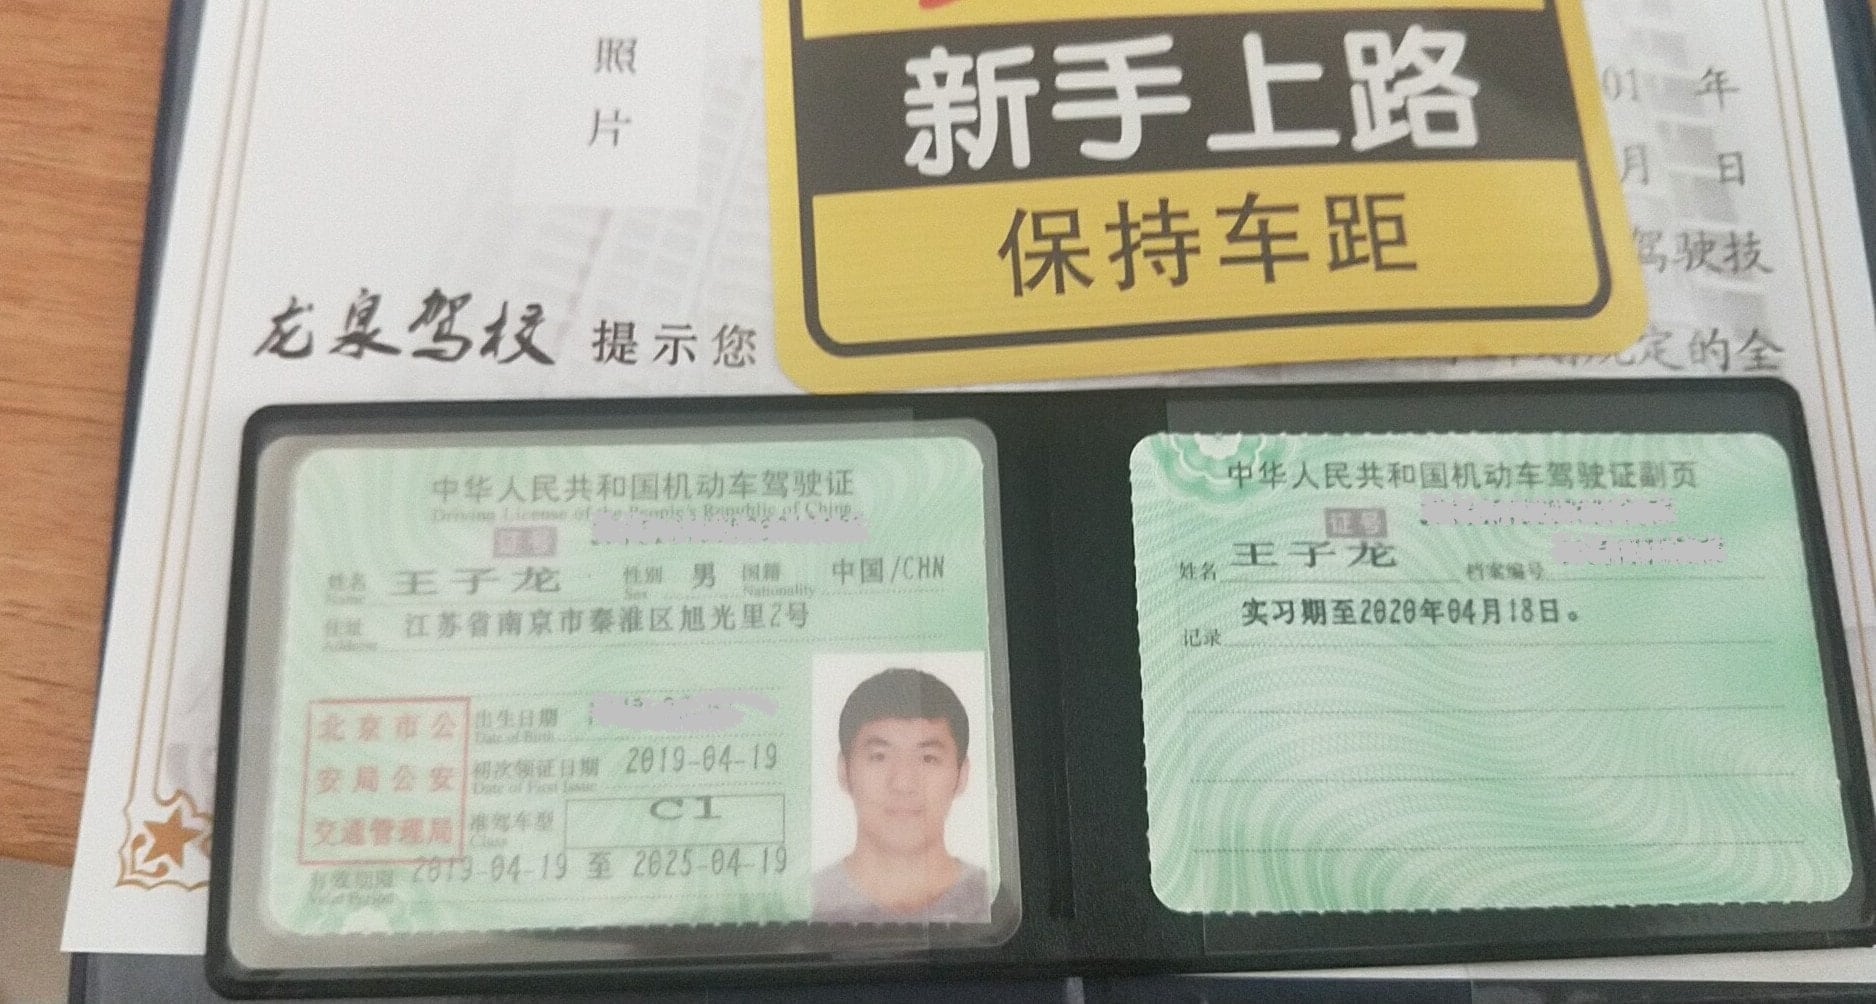 照
片
新手上路
保持车距
01 年
月 日
驾驶技
规定的全
龙泉驾校 提示您
中华人民共和国机动车驾驶证
Driving License of the People's Republic of China
证号
姓名 王子龙 性别 男 国籍 中国/CHN
Name Sex Nationality
住址 江苏省南京市秦淮区旭光里2号
Address
北京市公
安局公安
交通管理局
出生日期
Date of Birth
初次领证日期 2019-04-19
Date of First Issue
准驾车型 C1
Class
有效期限 2019-04-19 至 2025-04-19
Valid Period
中华人民共和国机动车驾驶证副页
证号
姓名 王子龙 档案编号
实习期至2020年04月18日。
记录